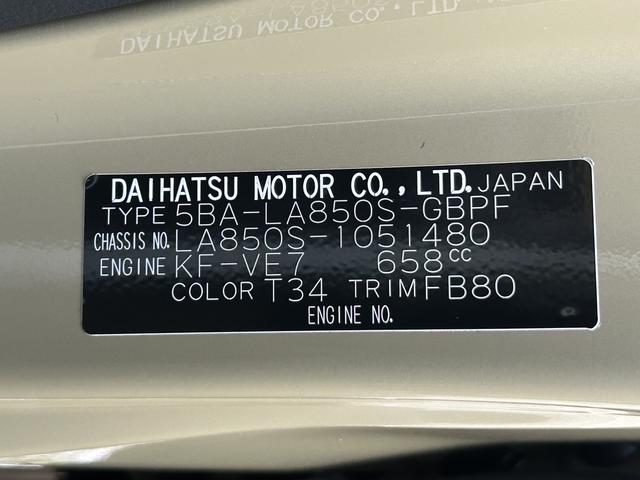 DAIHATSU MOTOR CO., LTD. JAPAN
TYPE 5BA-LA850S-GBPF
CHASSIS NO. LA850S-1051480
ENGINE KF-VE7 658cc
COLOR T34 TRIM FB80
ENGINE NO.